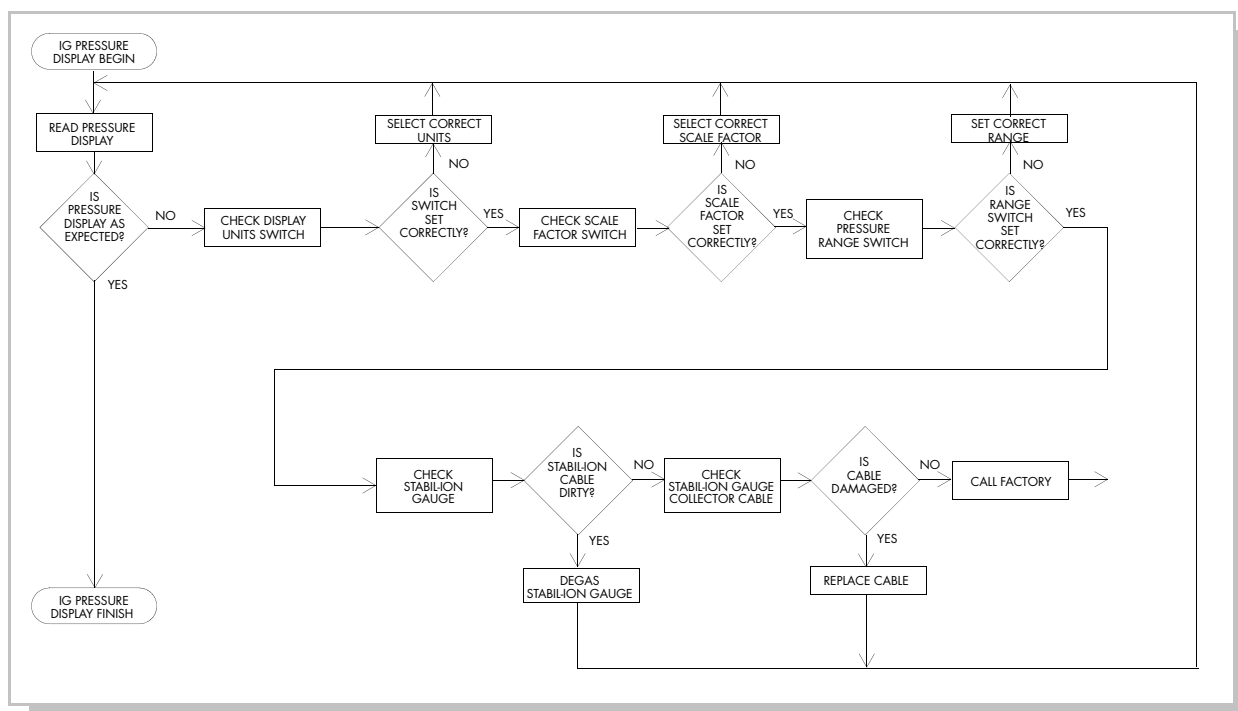 IG PRESSURE
DISPLAY BEGIN
READ PRESSURE
DISPLAY
IS
PRESSURE
DISPLAY AS
EXPECTED?
NO
YES
CHECK DISPLAY
UNITS SWITCH
SELECT CORRECT
UNITS
NO
IS
SWITCH
SET
CORRECTLY?
YES
CHECK SCALE
FACTOR SWITCH
SELECT CORRECT
SCALE FACTOR
NO
IS
SCALE
FACTOR
SET
CORRECTLY?
YES
CHECK
PRESSURE
RANGE SWITCH
SET CORRECT
RANGE
NO
IS
RANGE
SWITCH
SET
CORRECTLY?
YES
CHECK
STABIL-ION
GAUGE
IS
STABIL-ION
CABLE
DIRTY?
NO
YES
DEGAS
STABIL-ION GAUGE
CHECK
STABIL-ION GAUGE
COLLECTOR CABLE
IS
CABLE
DAMAGED?
NO
YES
REPLACE CABLE
CALL FACTORY
IG PRESSURE
DISPLAY FINISH